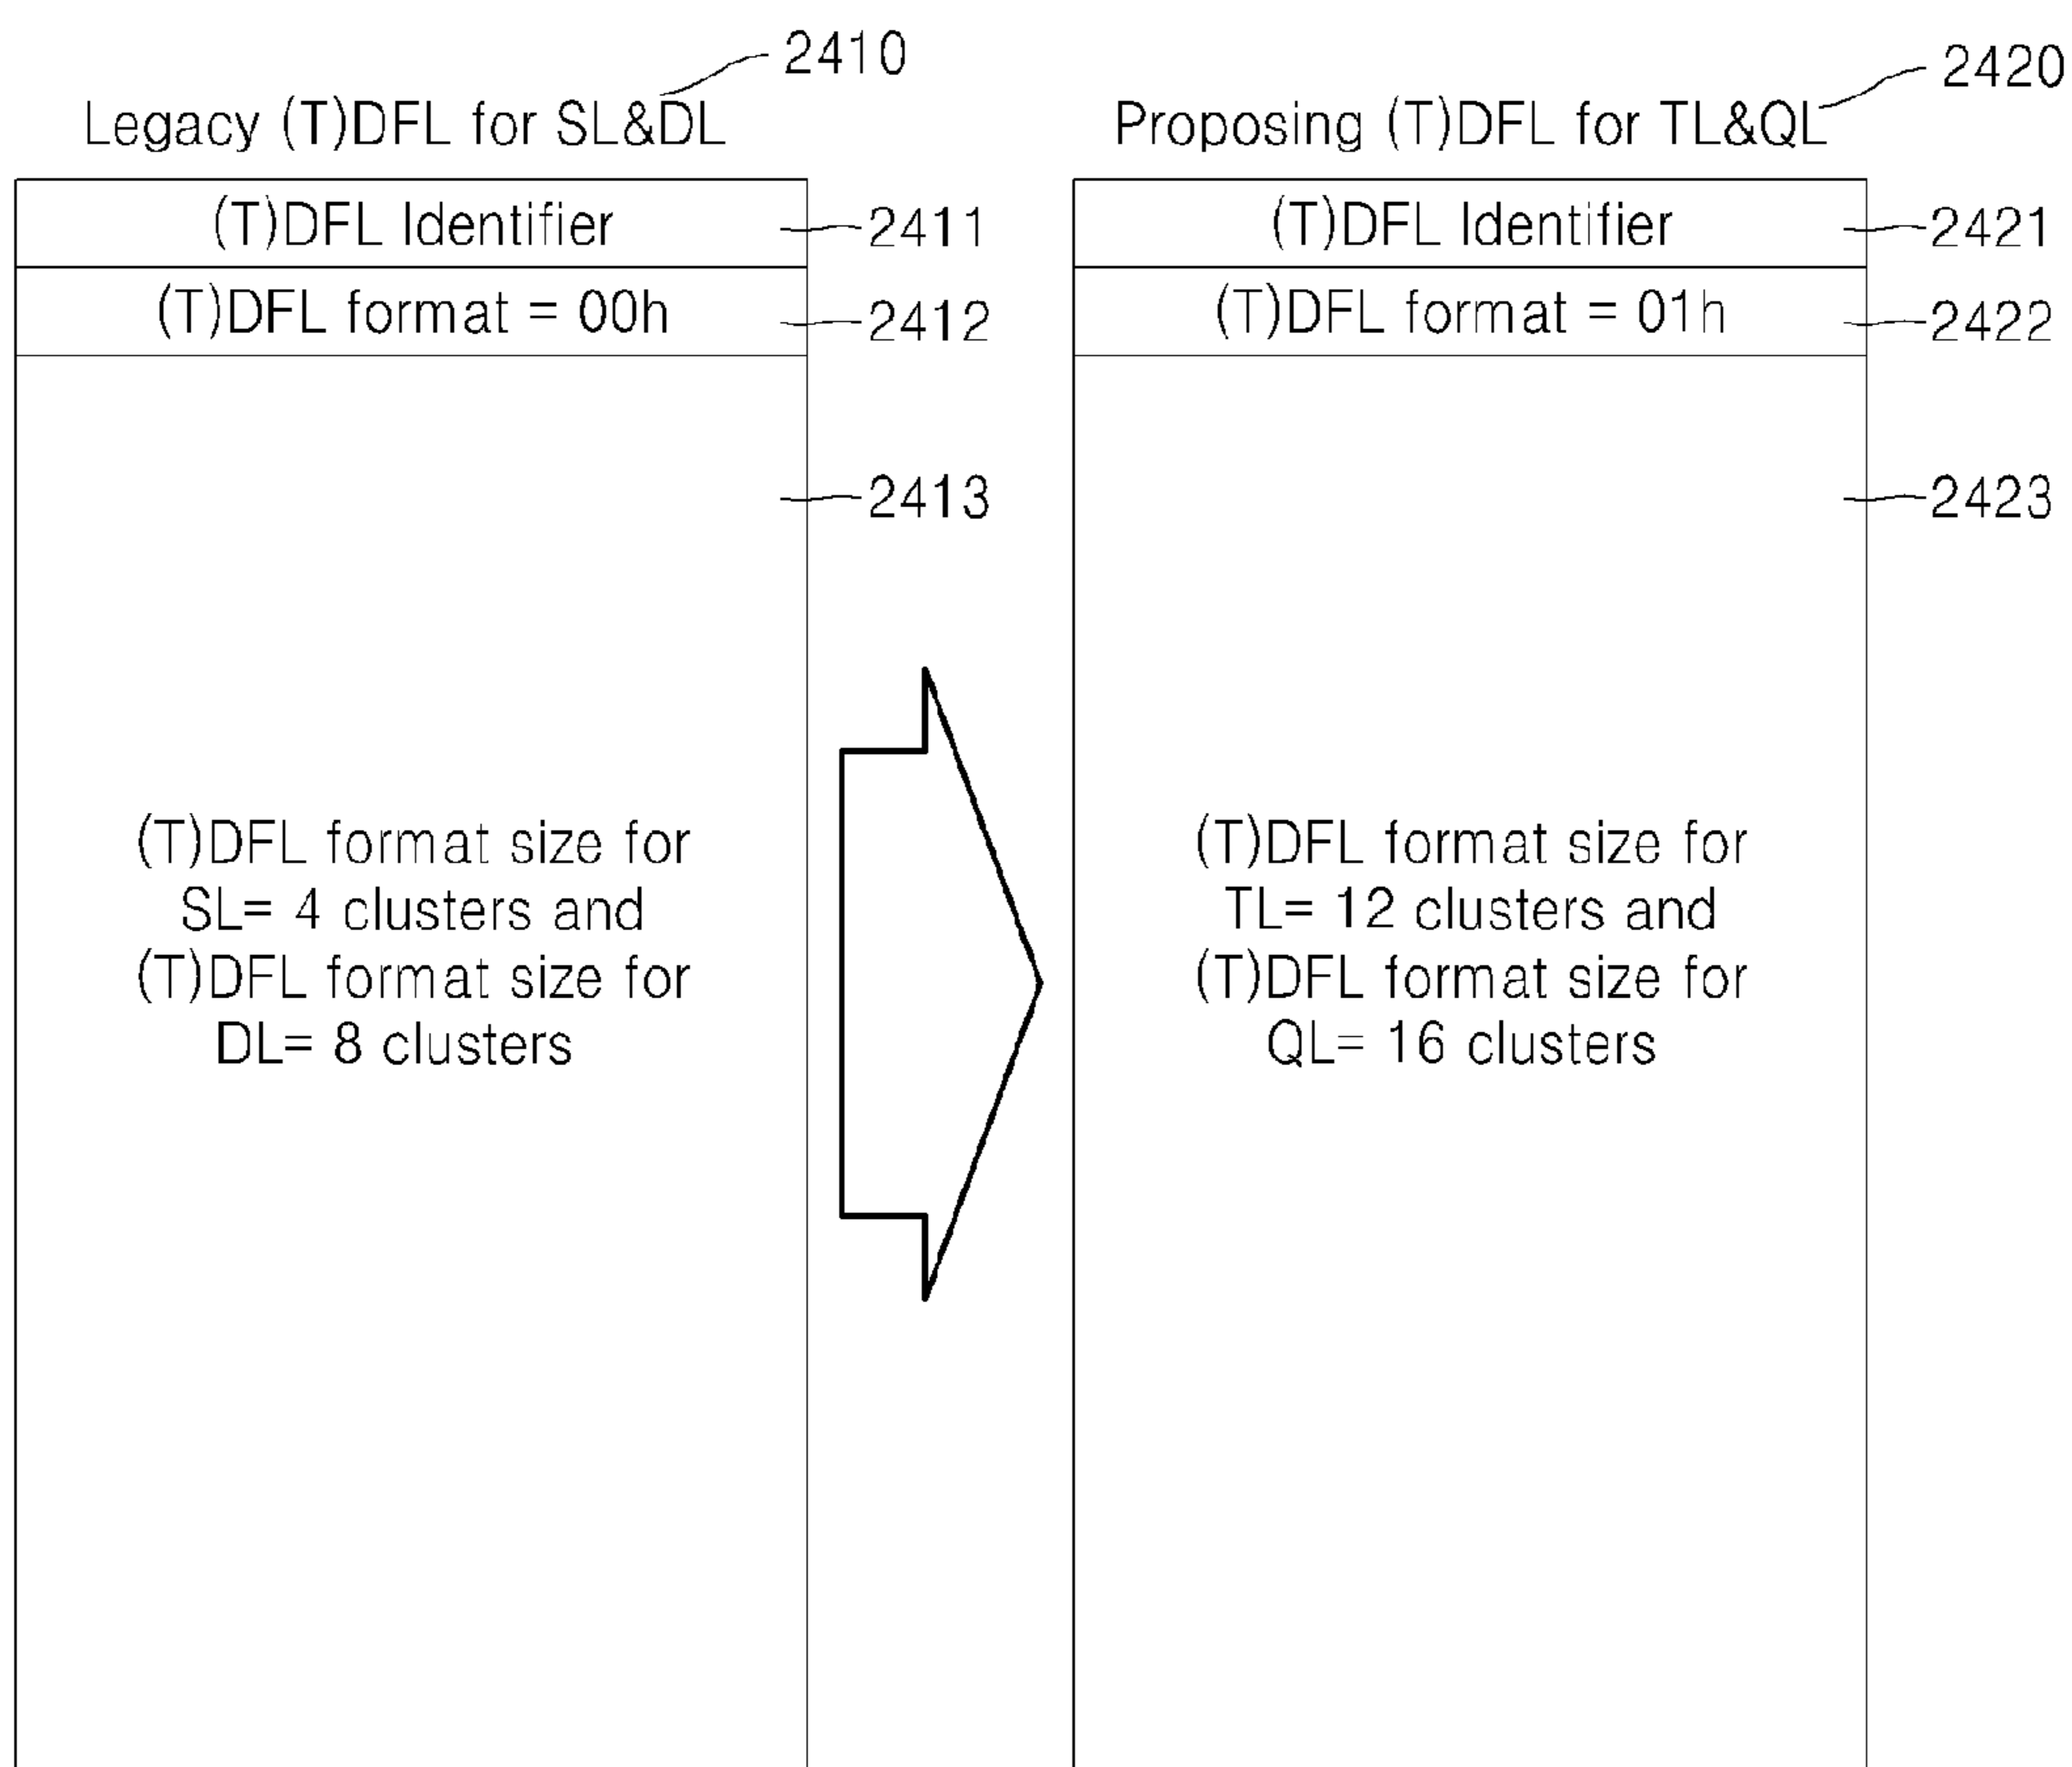 2410
Legacy (T)DFL for SL&DL
(T)DFL Identifier
2411
(T)DFL format = 00h
2412
2413
(T)DFL format size for
SL= 4 clusters and
(T)DFL format size for
DL= 8 clusters
2420
Proposing (T)DFL for TL&QL
(T)DFL Identifier
2421
(T)DFL format = 01h
2422
2423
(T)DFL format size for
TL= 12 clusters and
(T)DFL format size for
QL= 16 clusters